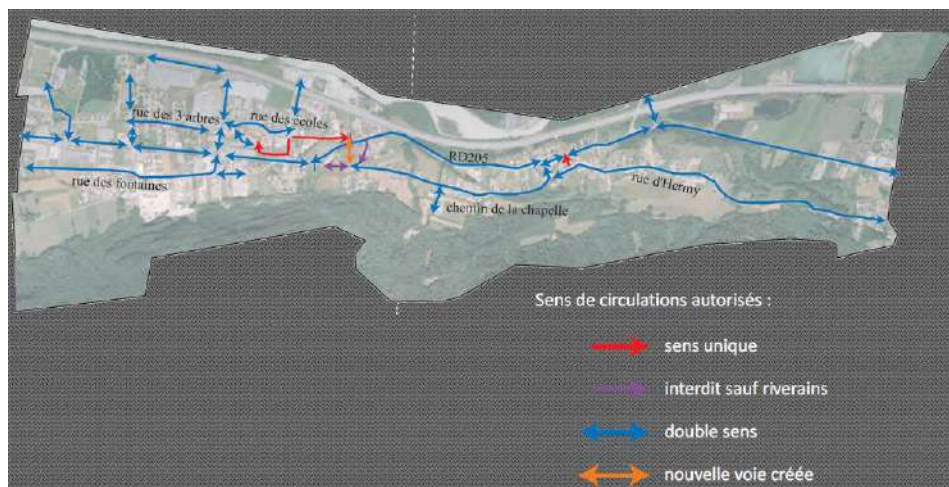 rue des 3 arbres
rue des écoles
RD205
rue des fontaines
rue d'Hermy
chemin de la chapelle
Sens de circulations autorisés :
sens unique
interdit sauf riverains
double sens
nouvelle voie créée